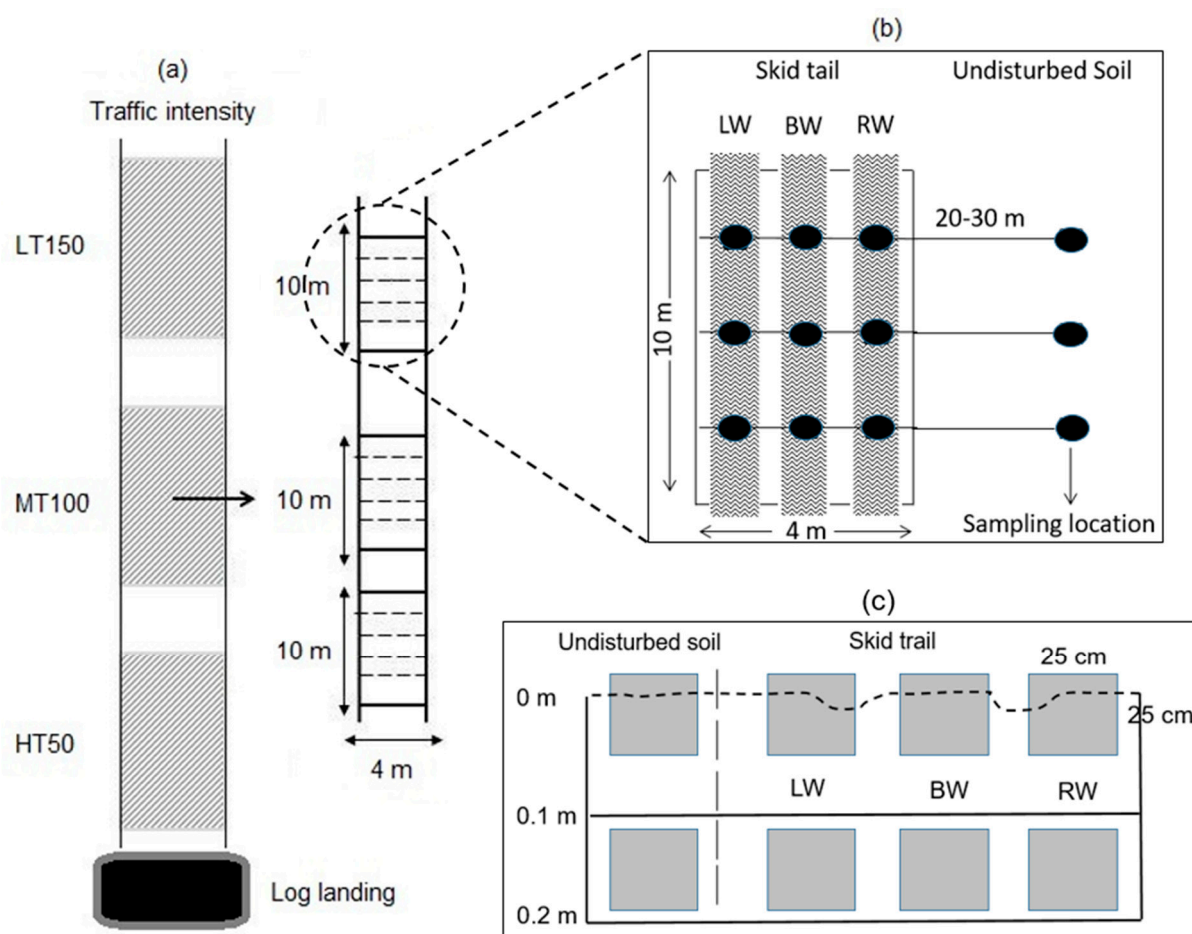 (a)
Traffic intensity
LT150
MT100
HT50
Log landing
10 m
10 m
10 m
4 m
(b)
Skid tail
Undisturbed Soil
LW
BW
RW
20-30 m
10 m
4 m
Sampling location
(c)
Undisturbed soil
Skid trail
25 cm
0 m
25 cm
LW
BW
RW
0.1 m
0.2 m